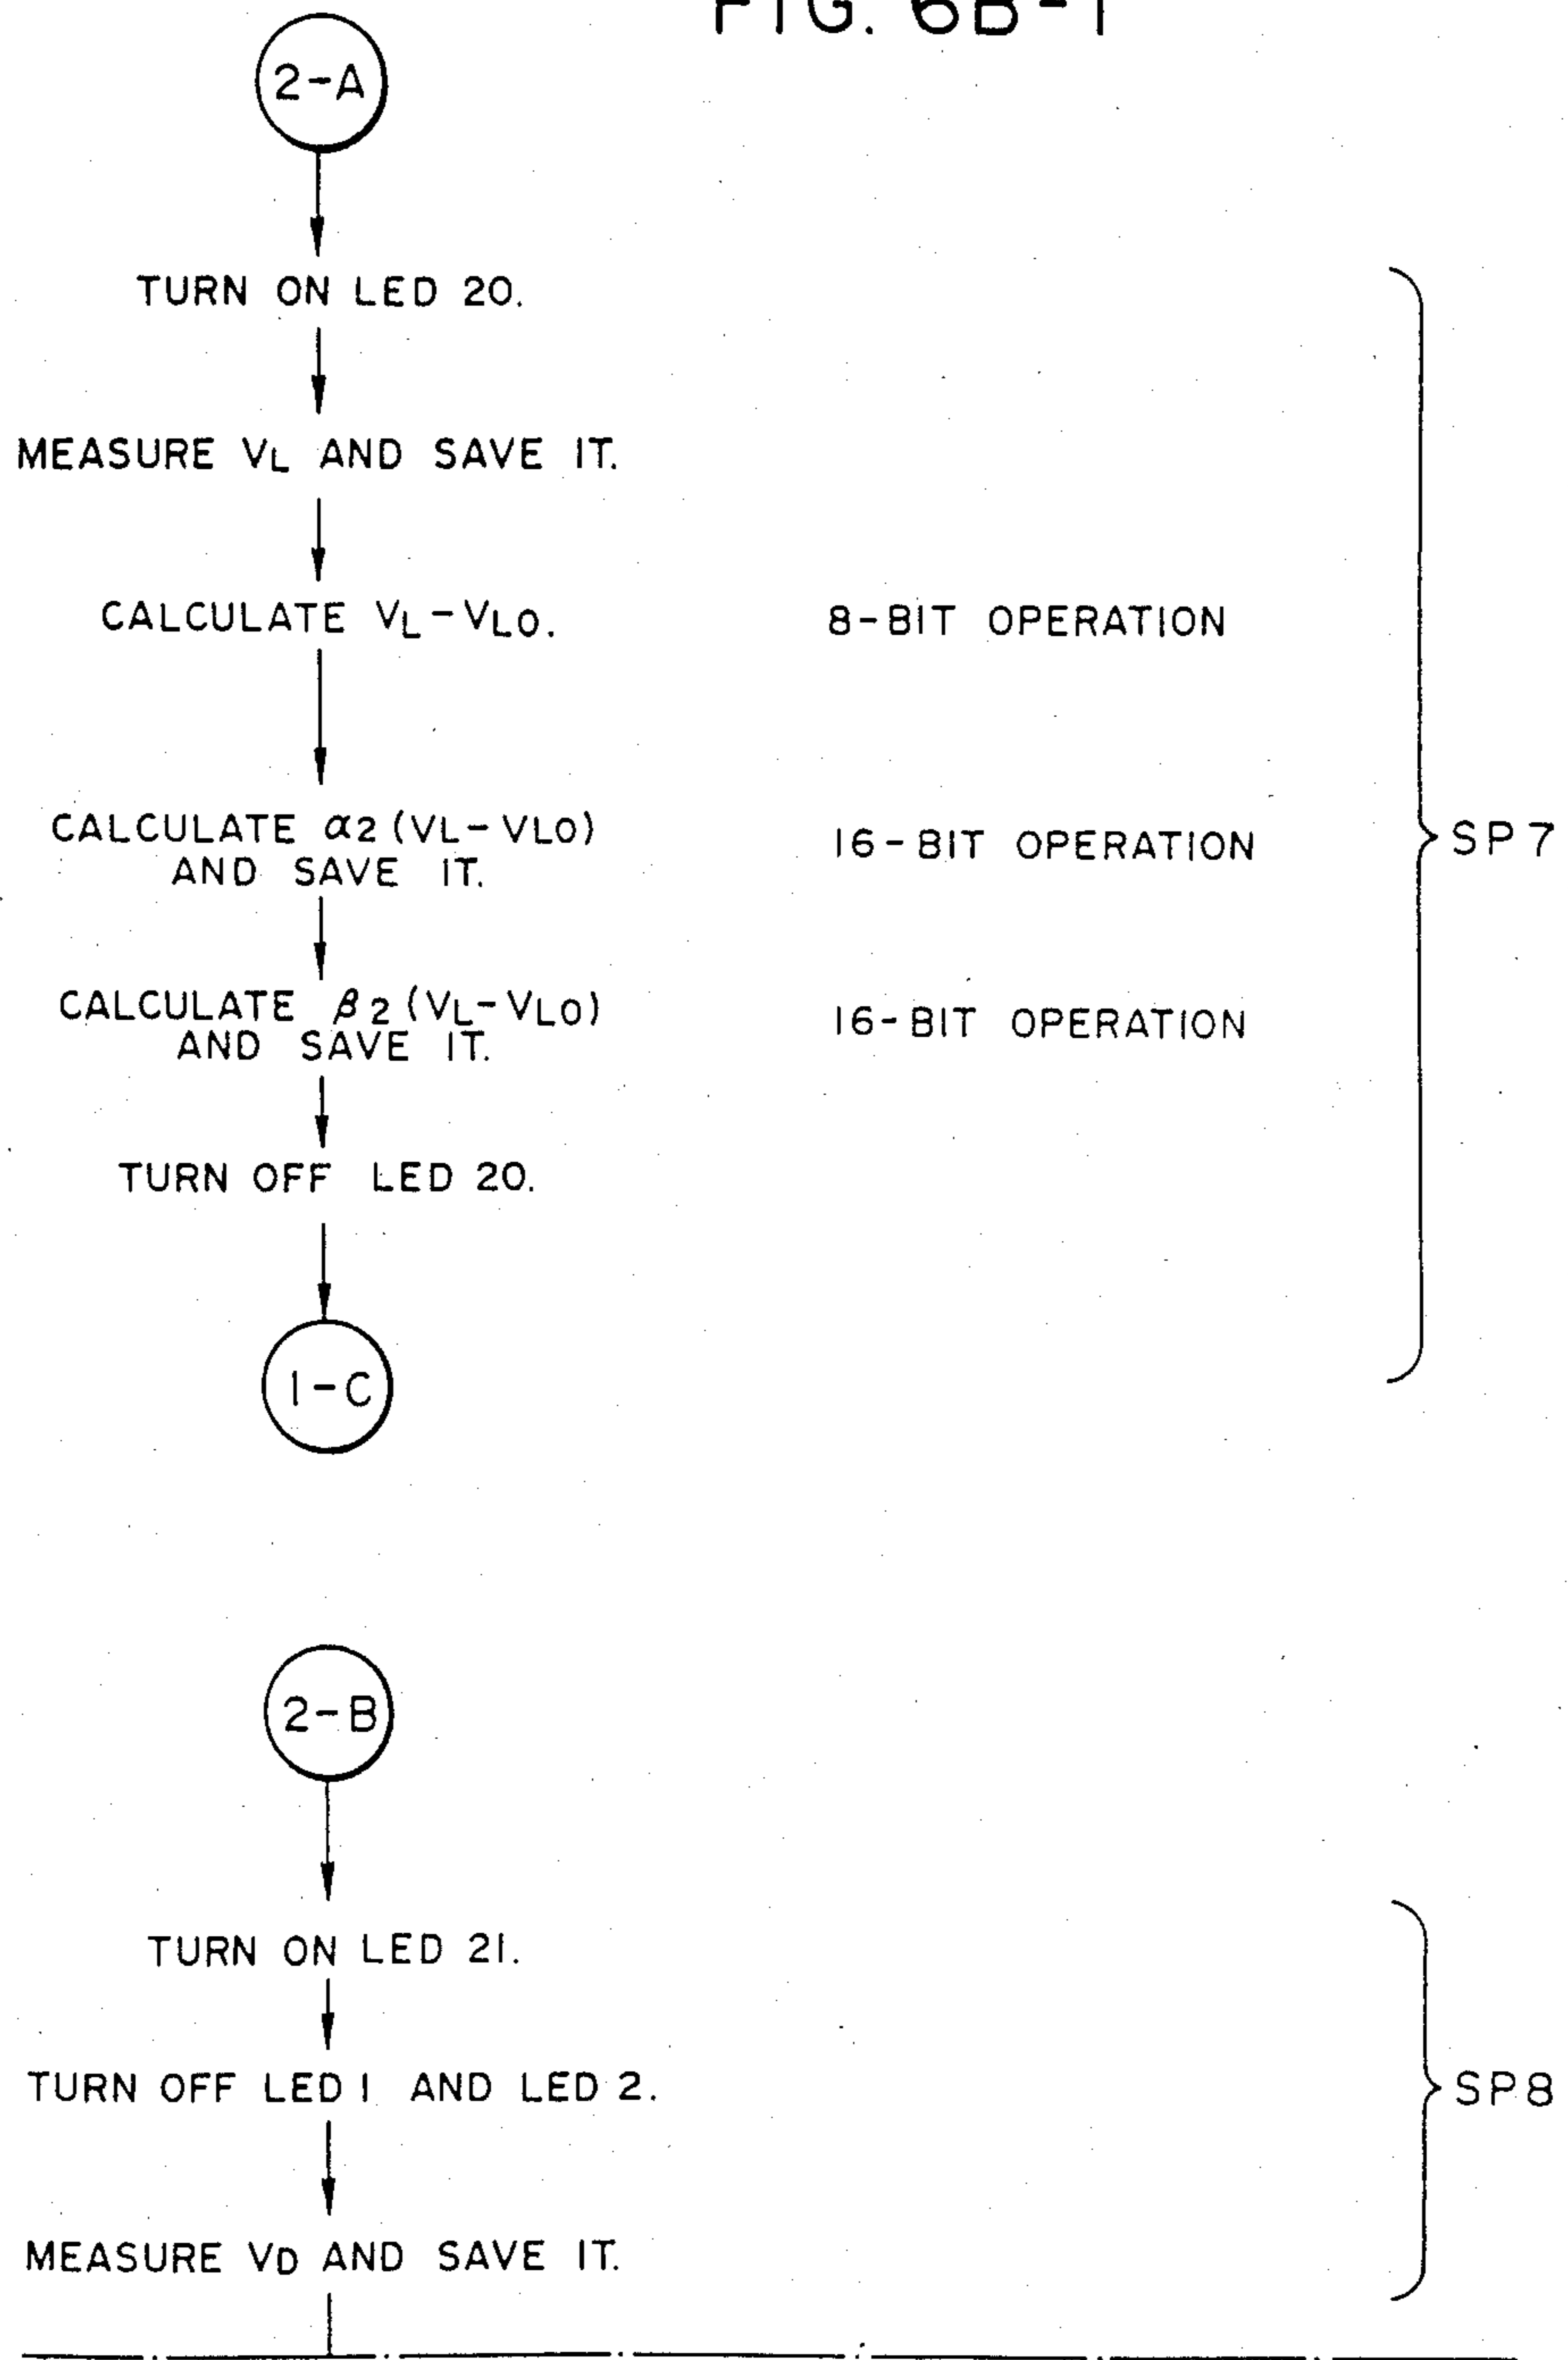 FIG. 6B-1
2-A
TURN ON LED 20.
MEASURE VL AND SAVE IT.
CALCULATE VL-VLO. 8-BIT OPERATION
CALCULATE α2(VL-VLO)
AND SAVE IT.
16-BIT OPERATION
SP7
CALCULATE β2(VL-VLO)
AND SAVE IT.
16-BIT OPERATION
TURN OFF LED 20.
1-C
2-B
TURN ON LED 21.
TURN OFF LED 1 AND LED 2.
SP8
MEASURE VD AND SAVE IT.